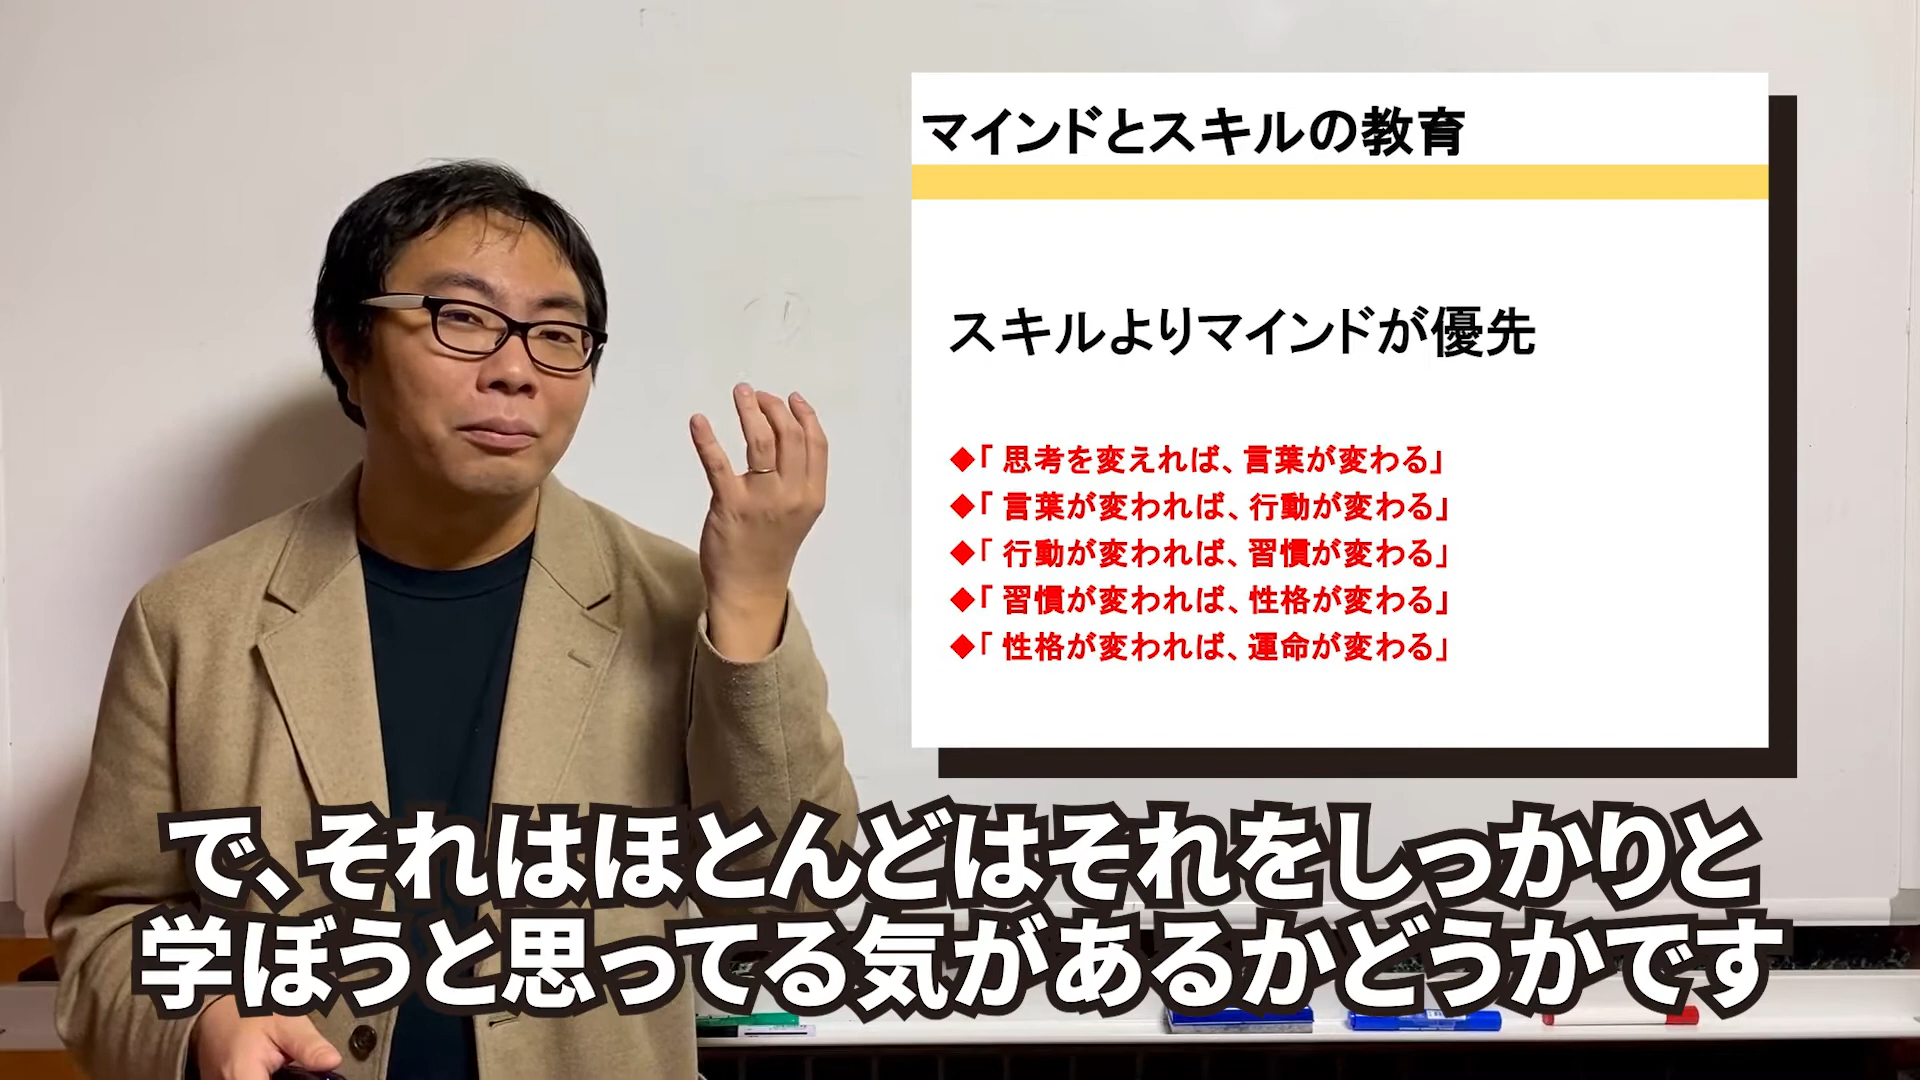 マインドとスキルの教育
スキルよりマインドが優先
◆「思考を変えれば、言葉が変わる」
◆「言葉が変われば、行動が変わる」
◆「行動が変われば、習慣が変わる」
◆「習慣が変われば、性格が変わる」
◆「性格が変われば、運命が変わる」
で、それはほとんどはそれをしっかりと
学ぼうと思ってる気があるかどうかです